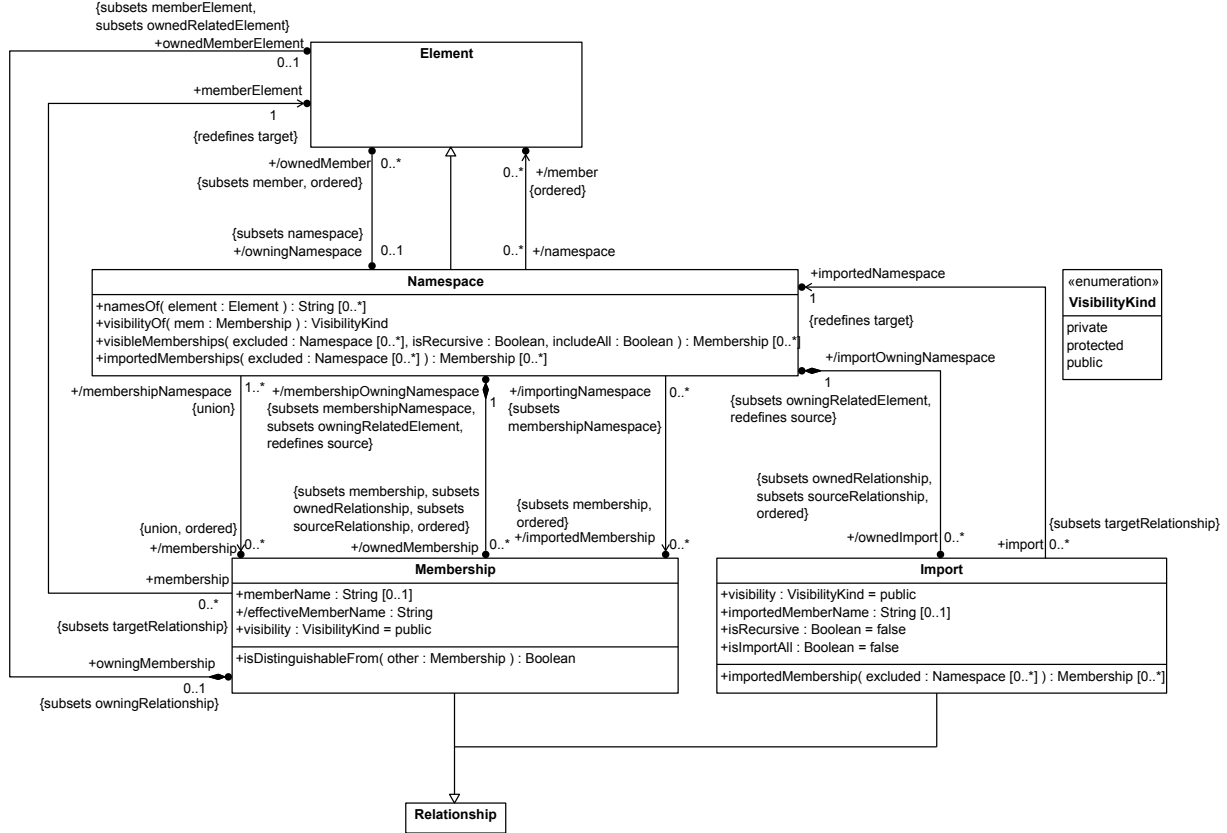 {subsets memberElement,
subsets ownedRelatedElement}
+ownedMemberElement
0..1
Element
+memberElement
1
{redefines target}
+/ownedMember
0..*
{subsets member, ordered}
0..*
+/member
{ordered}
{subsets namespace}
+/owningNamespace
0..1
0..*
+/namespace
Namespace
+namesOf( element : Element ) : String [0..*]
+visibilityOf( mem : Membership ) : VisibilityKind
+visibleMemberships( excluded : Namespace [0..*], isRecursive : Boolean, includeAll : Boolean ) : Membership [0..*]
+importedMemberships( excluded : Namespace [0..*] ) : Membership [0..*]
+importedNamespace
1
{redefines target}
«enumeration»
VisibilityKind
private
protected
public
+/membershipNamespace
{union}
1..*
+/membershipOwningNamespace
1
{subsets membershipNamespace,
subsets owningRelatedElement,
redefines source}
+/importingNamespace
{subsets
membershipNamespace}
0..*
+/importOwningNamespace
1
{subsets owningRelatedElement,
redefines source}
{union, ordered}
+/membership
0..*
{subsets membership, subsets
ownedRelationship, subsets
sourceRelationship, ordered}
+/ownedMembership
0..*
{subsets membership,
ordered}
+/importedMembership
0..*
{subsets ownedRelationship,
subsets sourceRelationship,
ordered}
+/ownedImport
0..*
{subsets targetRelationship}
+import
0..*
Membership
+memberName : String [0..1]
+/effectiveMemberName : String
+visibility : VisibilityKind = public
+isDistinguishableFrom( other : Membership ) : Boolean
+membership
0..*
{subsets targetRelationship}
+owningMembership
0..1
{subsets owningRelationship}
Import
+visibility : VisibilityKind = public
+importedMemberName : String [0..1]
+isRecursive : Boolean = false
+isImportAll : Boolean = false
+importedMembership( excluded : Namespace [0..*] ) : Membership [0..*]
Relationship